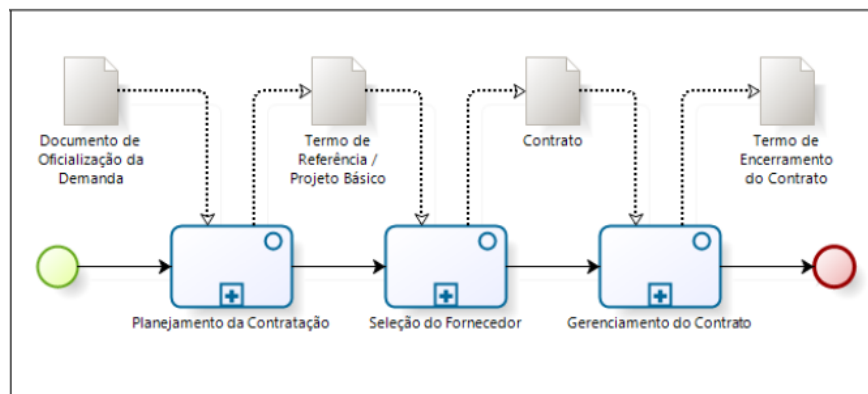 Documento de
Oficialização da
Demanda
Termo de
Referência /
Projeto Básico
Contrato
Termo de
Encerramento
do Contrato
Planejamento da Contratação
Seleção do Fornecedor
Gerenciamento do Contrato